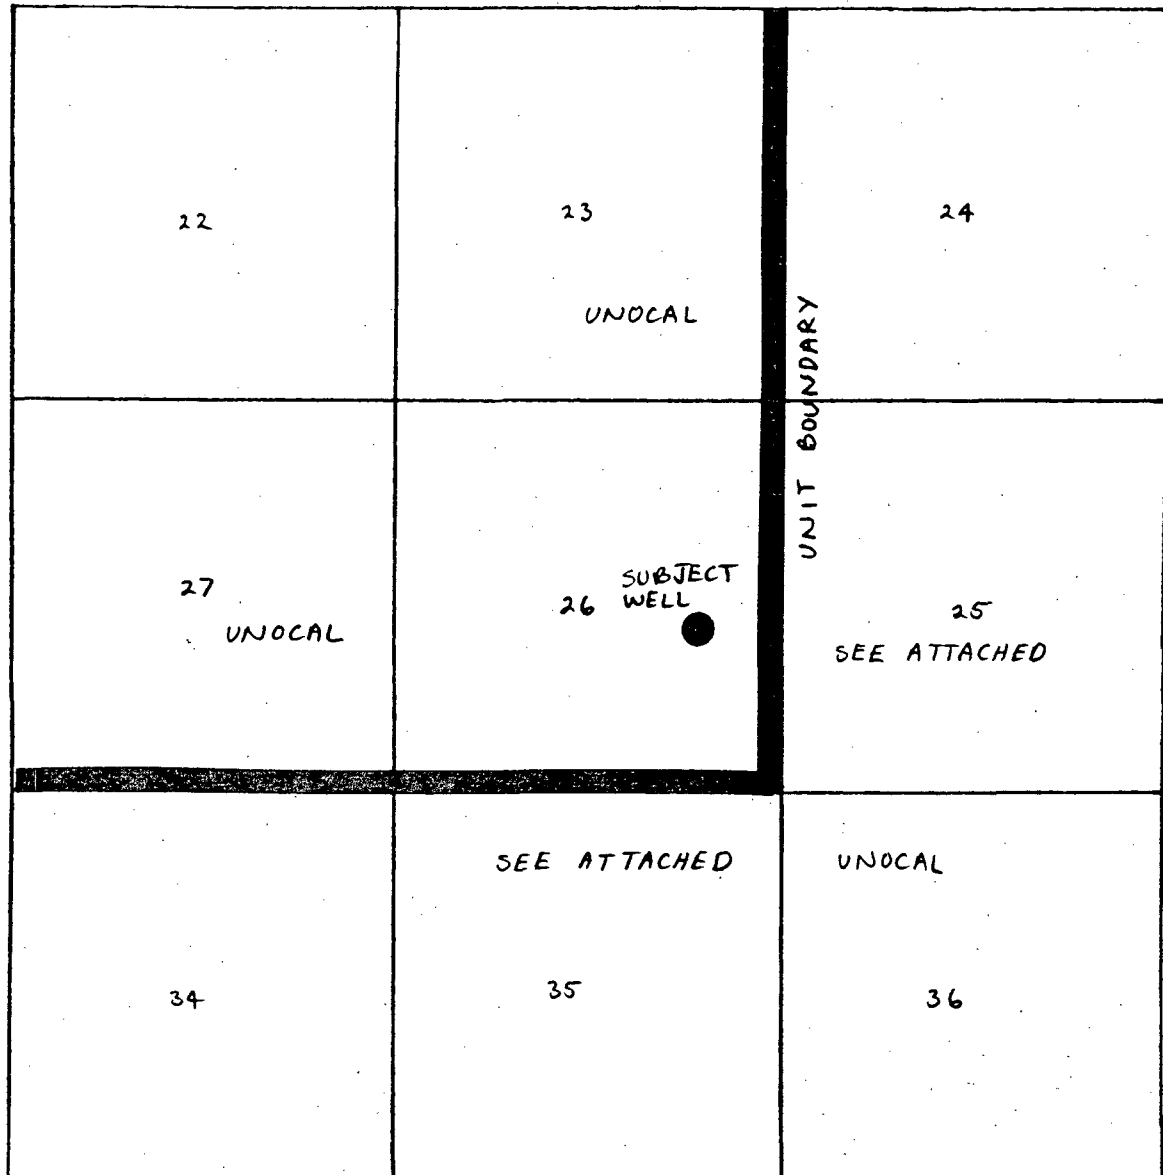 22
23
24
UNOCAL
UNIT BOUNDARY
27
UNOCAL
26
SUBJECT
WELL
25
SEE ATTACHED
SEE ATTACHED
UNOCAL
34
35
36